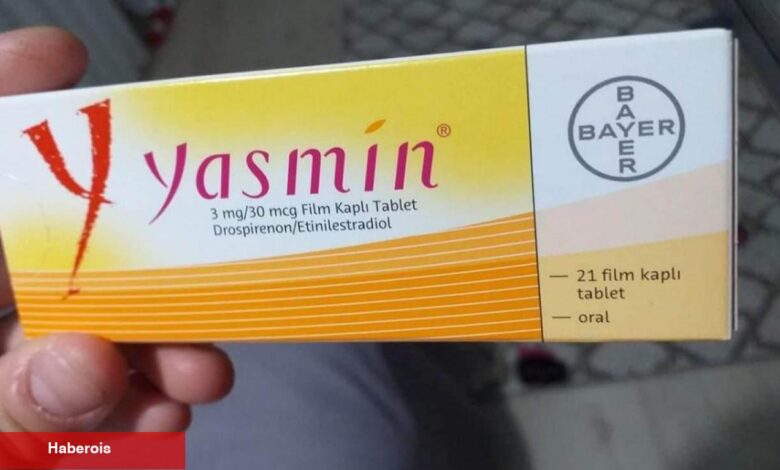 Yasmin®
3 mg/30 mcg Film Kaplı Tablet
Drospirenon/Etinilestradiol
BAYER
BAYER
— 21 film kaplı
tablet
— oral
Haberois